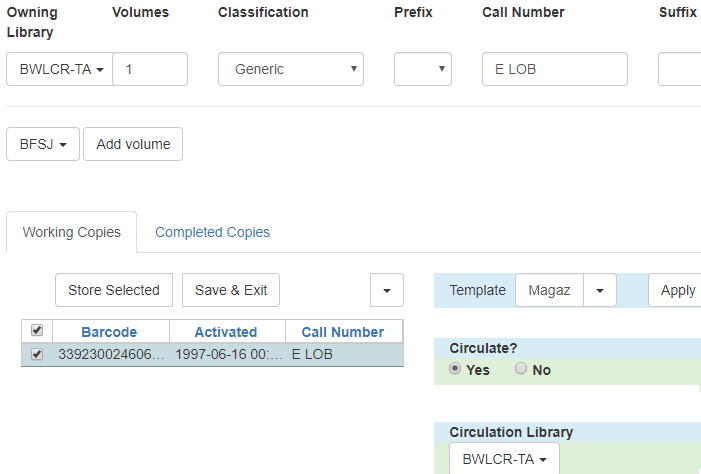 Owning Library Volumes Classification Prefix Call Number Suffix
BWLCR-TA 1 Generic E LOB
BFSJ Add volume
Working Copies Completed Copies
Store Selected Save & Exit
Template Magaz Apply
Barcode Activated Call Number
339230024606... 1997-06-16 00:... E LOB
Circulate?
Yes No
Circulation Library
BWLCR-TA